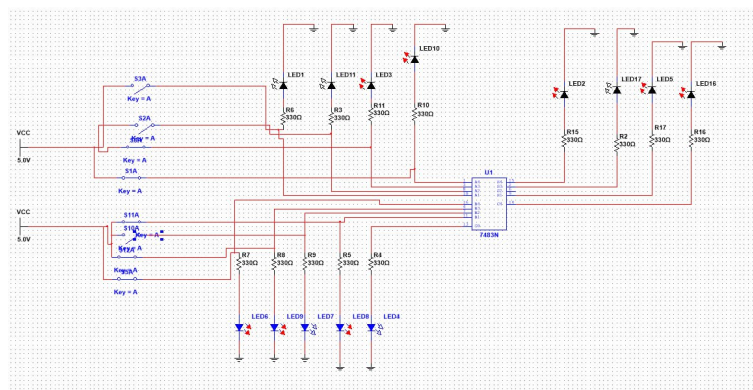 LED10
LED1
LED11
LED3
LED2
LED17
LED5
LED16
S3A
Key = A
R6
330Ω
R3
330Ω
R11
330Ω
R10
330Ω
S2A
Key = A
R15
330Ω
R2
330Ω
R17
330Ω
R16
330Ω
VCC
5.0V
S1A
Key = A
U1
7483N
VCC
5.0V
S11A
S10A
Key = A
Key = A
R7
330Ω
R8
330Ω
R9
330Ω
R5
330Ω
R4
330Ω
Key = A
LED6
LED9
LED7
LED8
LED4